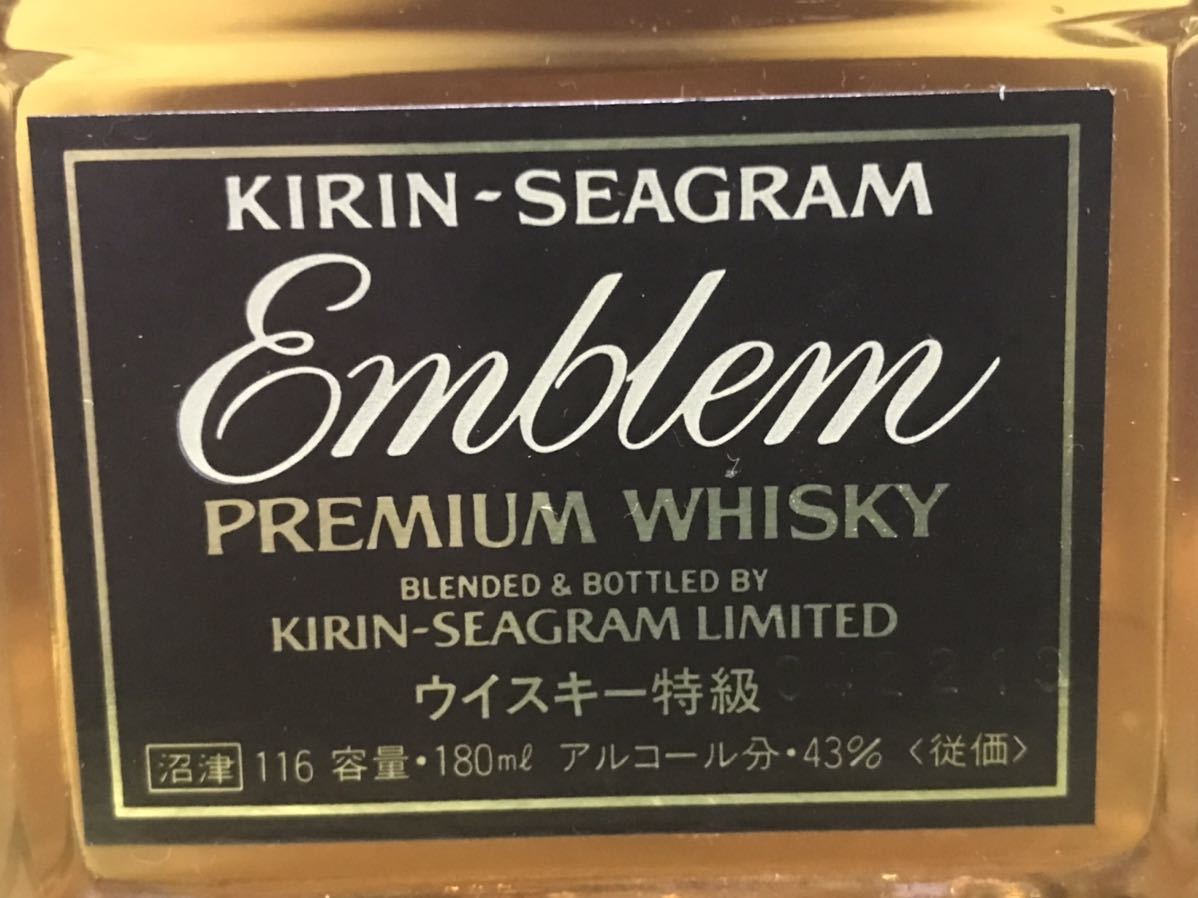 KIRIN-SEAGRAM
Emblem
PREMIUM WHISKY
BLENDED & BOTTLED BY
KIRIN-SEAGRAM LIMITED
ウイスキー特級
沼津 116 容量・180ml アルコール分・43% 〈従価〉